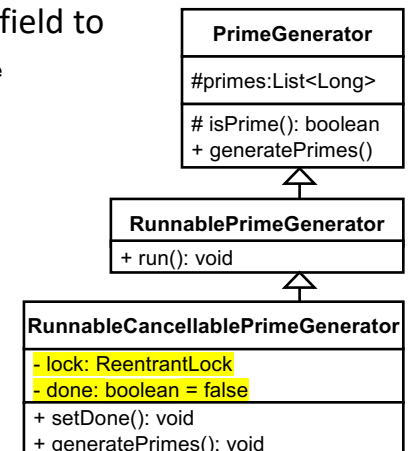 field to
e
PrimeGenerator
#primes:List<Long>
# isPrime(): boolean
+ generatePrimes()
RunnablePrimeGenerator
+ run(): void
RunnableCancellablePrimeGenerator
- lock: ReentrantLock
- done: boolean = false
+ setDone(): void
+ generatePrimes(): void